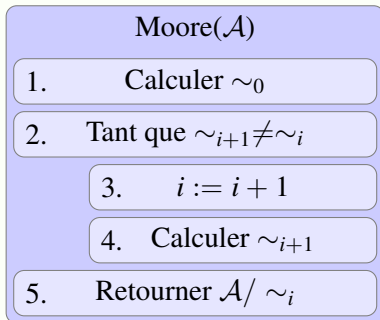 Moore(𝒜)
1. Calculer ∼₀
2. Tant que ∼ᵢ₊₁≠∼ᵢ
3. i := i + 1
4. Calculer ∼ᵢ₊₁
5. Retourner 𝒜/ ∼ᵢ